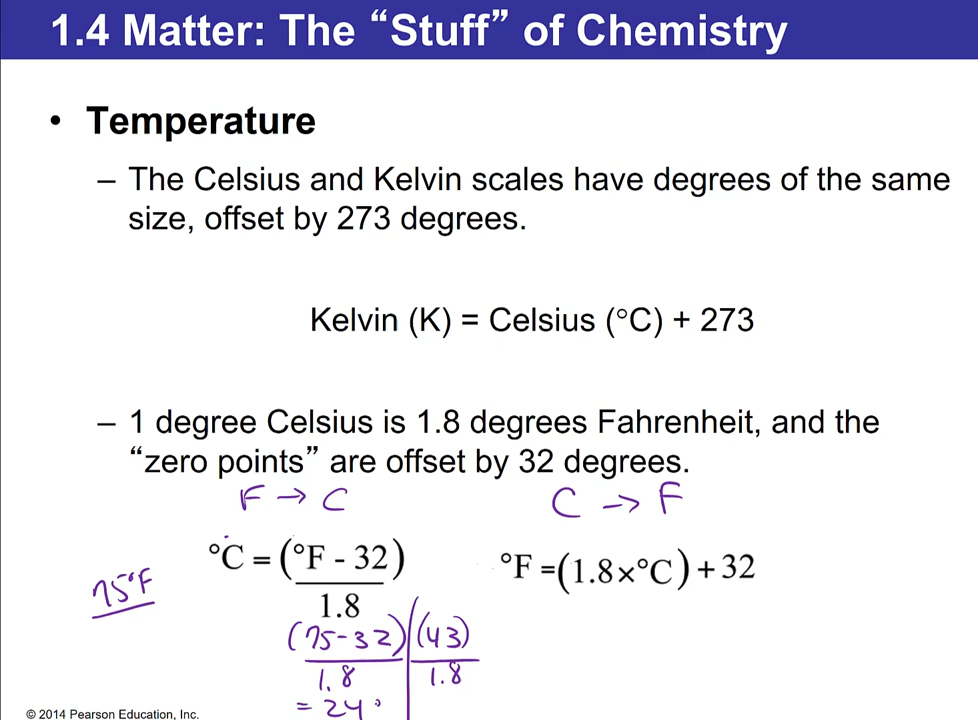 1.4 Matter: The “Stuff” of Chemistry
• Temperature
– The Celsius and Kelvin scales have degrees of the same
size, offset by 273 degrees.
Kelvin (K) = Celsius (°C) + 273
– 1 degree Celsius is 1.8 degrees Fahrenheit, and the
“zero points” are offset by 32 degrees.
F → C
C → F
°C = (°F - 32)
1.8
°F =(1.8×°C) + 32
75°F
(75-32) (43)
1.8 1.8
= 24°
© 2014 Pearson Education, Inc.